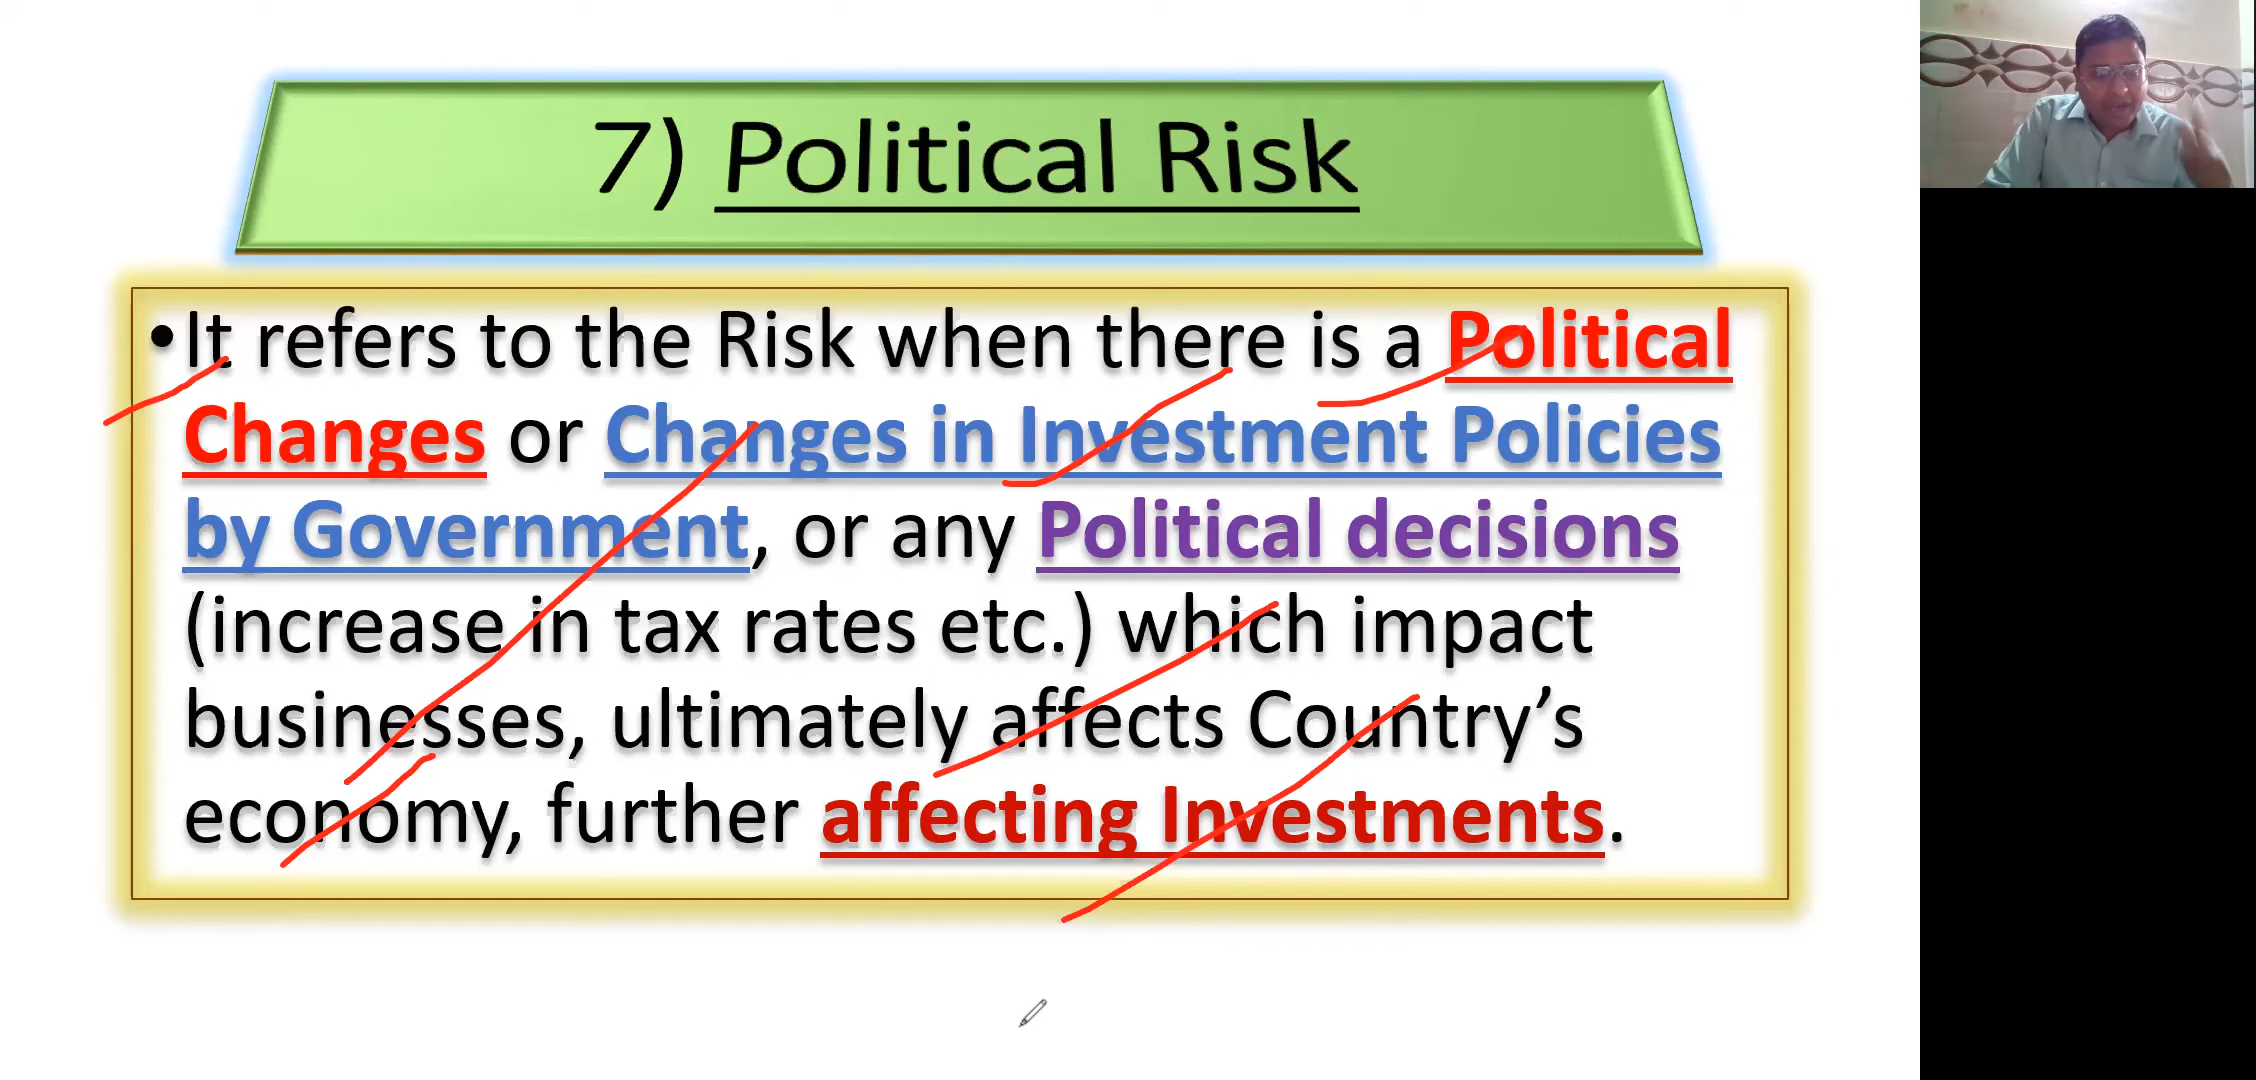 7) Political Risk
•It refers to the Risk when there is a Political
Changes or Changes in Investment Policies
by Government, or any Political decisions
(increase in tax rates etc.) which impact
businesses, ultimately affects Country’s
economy, further affecting Investments.